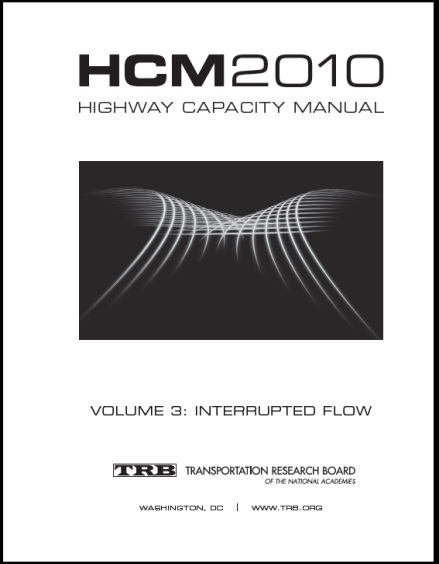 HCM2010
HIGHWAY CAPACITY MANUAL
VOLUME 3: INTERRUPTED FLOW
TRB TRANSPORTATION RESEARCH BOARD
OF THE NATIONAL ACADEMIES
WASHINGTON, DC | WWW.TRB.ORG